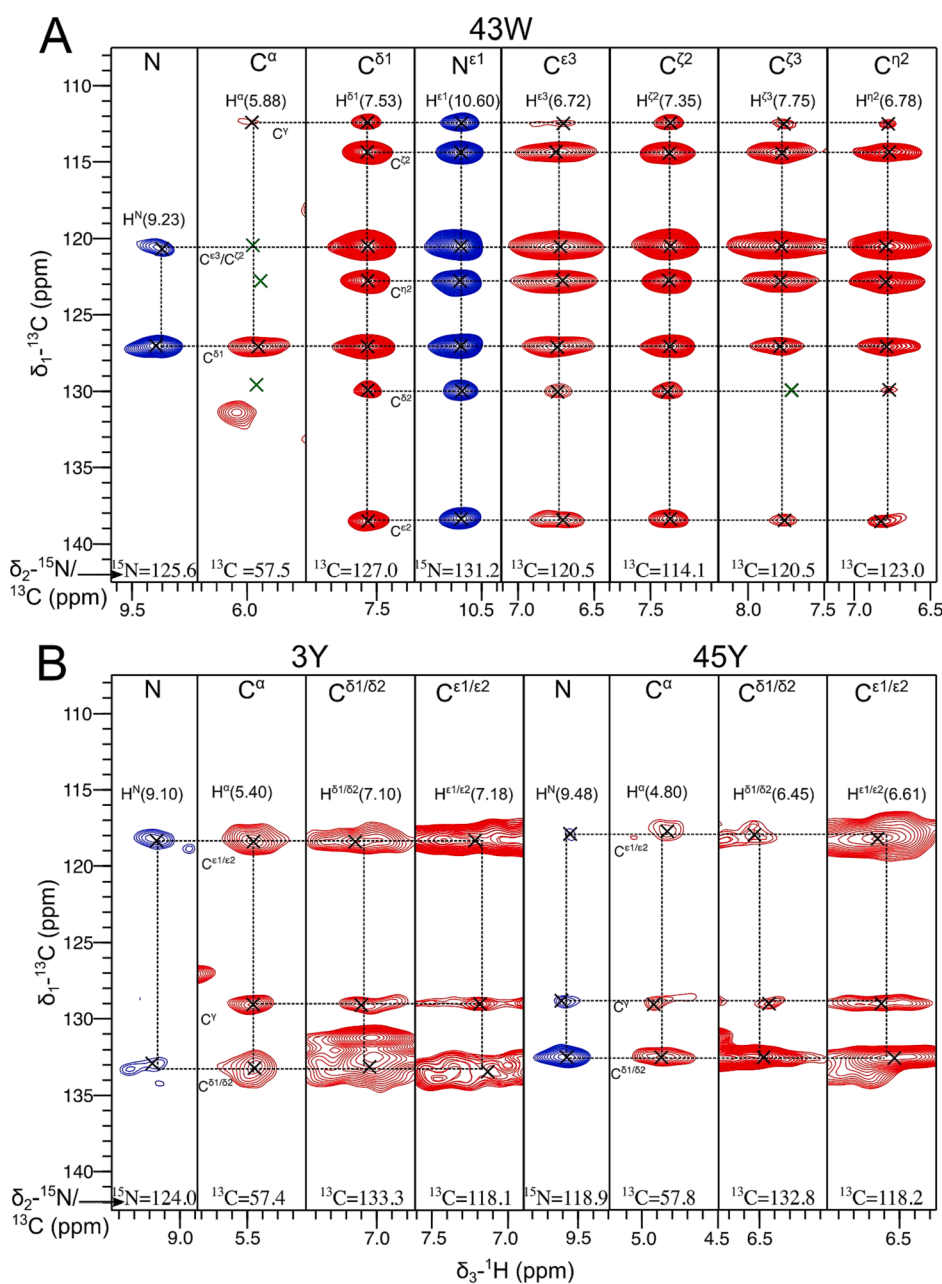 A
43W
N Cα Cδ1 Nε1 Cε3 Cζ2 Cζ3 Cη2
Hα(5.88) Hδ1(7.53) Hε1(10.60) Hε3(6.72) Hζ2(7.35) Hζ3(7.75) Hη2(6.78)
HN(9.23)
Cγ
Cζ2
Cε3/Cζ2
Cη2
Cδ1
Cδ2
Cε2
110
115
120
125
130
135
140
δ1-13C (ppm)
δ2-15N/
13C (ppm)
15N=125.6 13C=57.5 13C=127.0 15N=131.2 13C=120.5 13C=114.1 13C=120.5 13C=123.0
9.5 6.0 7.5 10.5 7.0 6.5 7.5 8.0 7.5 7.0 6.5
B
3Y 45Y
N Cα Cδ1/δ2 Cε1/ε2 N Cα Cδ1/δ2 Cε1/ε2
HN(9.10) Hα(5.40) Hδ1/δ2(7.10) Hε1/ε2(7.18) HN(9.48) Hα(4.80) Hδ1/δ2(6.45) Hε1/ε2(6.61)
Cε1/ε2 Cε1/ε2
Cγ Cγ
Cδ1/δ2 Cδ1/δ2
110
115
120
125
130
135
140
δ1-13C (ppm)
δ2-15N/
13C (ppm)
15N=124.0 13C=57.4 13C=133.3 13C=118.1 15N=118.9 13C=57.8 13C=132.8 13C=118.2
9.0 5.5 7.0 7.5 7.0 9.5 5.0 4.5 6.5 6.5
δ3-1H (ppm)